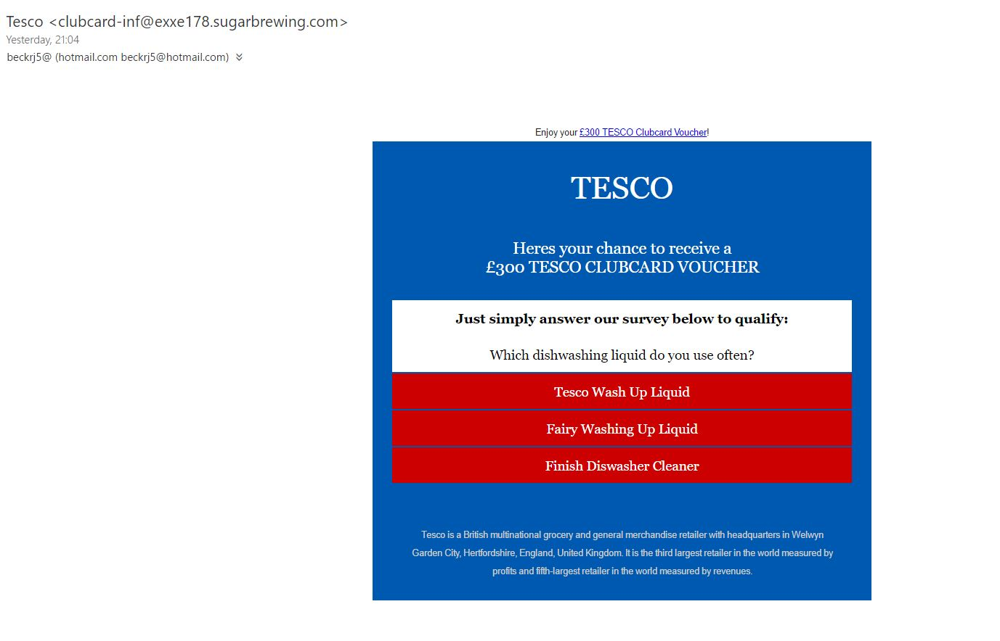 Tesco <clubcard-inf@exxe178.sugarbrewing.com>
Yesterday, 21:04
beckrj5@ (hotmail.com beckrj5@hotmail.com)
Enjoy your £300 TESCO Clubcard Voucher!
TESCO
Heres your chance to receive a
£300 TESCO CLUBCARD VOUCHER
Just simply answer our survey below to qualify:
Which dishwashing liquid do you use often?
Tesco Wash Up Liquid
Fairy Washing Up Liquid
Finish Diswasher Cleaner
Tesco is a British multinational grocery and general merchandise retailer with headquarters in Welwyn
Garden City, Hertfordshire, England, United Kingdom. It is the third largest retailer in the world measured by
profits and fifth-largest retailer in the world measured by revenues.